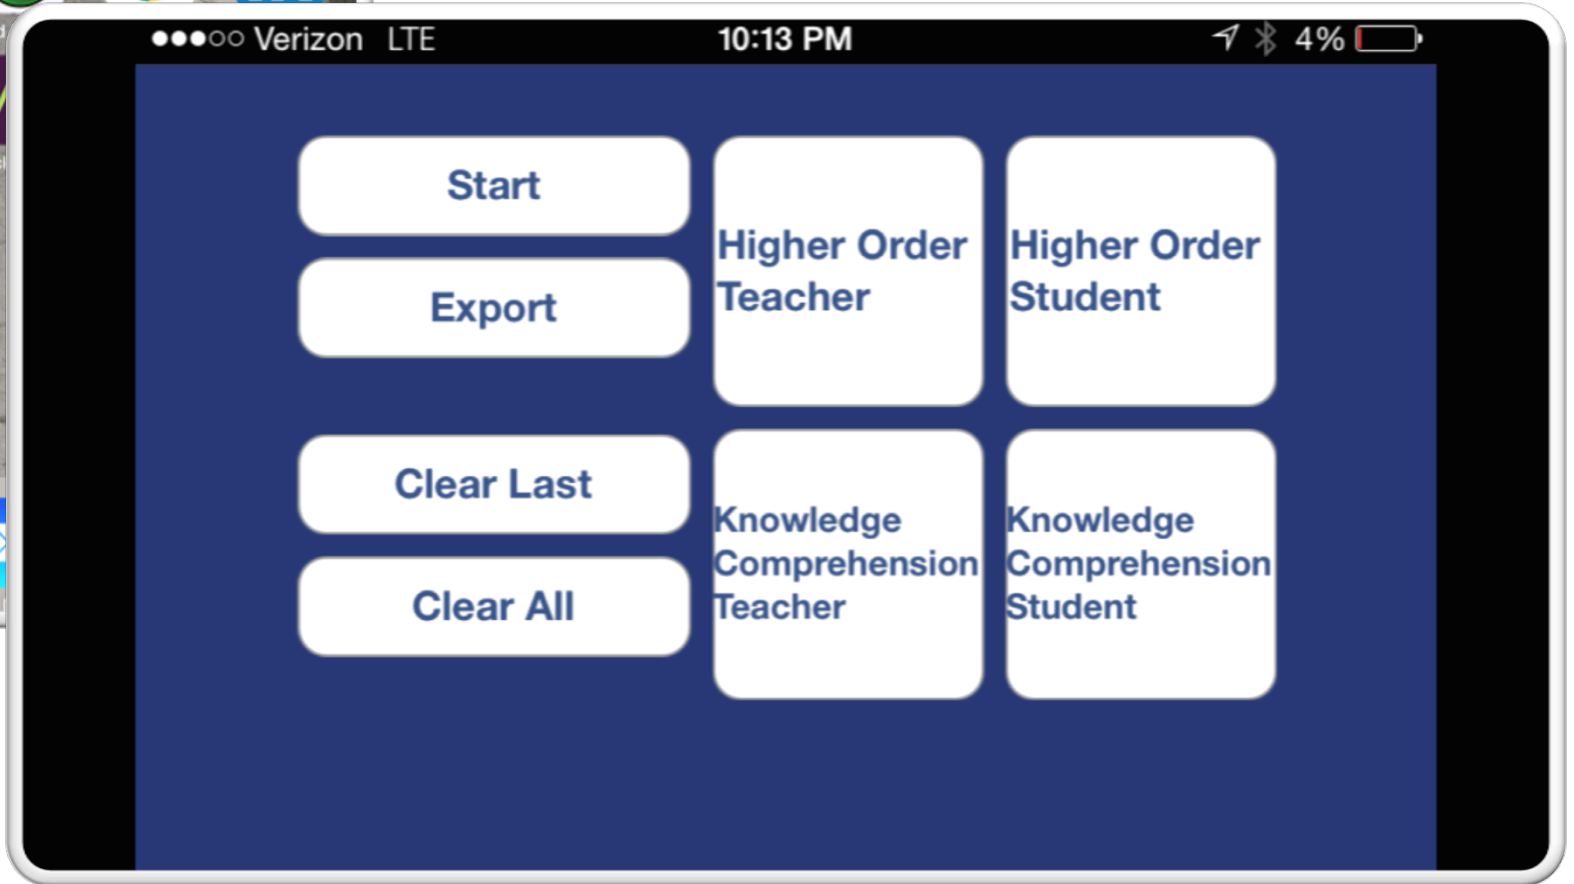 Verizon LTE 10:13 PM 4%
Start
Export
Clear Last
Clear All
Higher Order
Teacher
Higher Order
Student
Knowledge
Comprehension
Teacher
Knowledge
Comprehension
Student